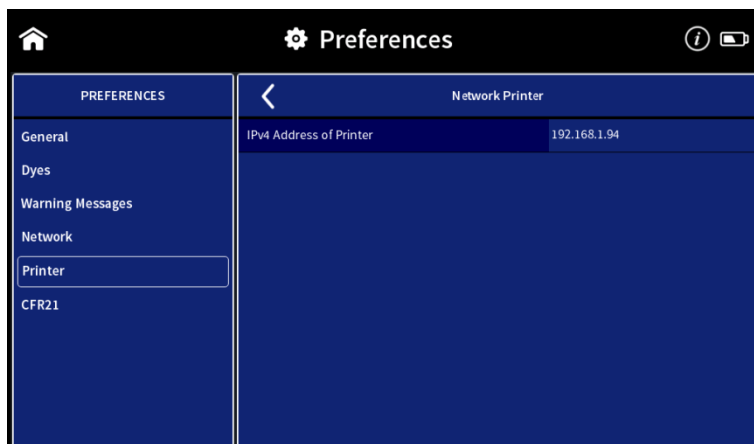 Preferences
i
PREFERENCES
General
Dyes
Warning Messages
Network
Printer
CFR21
Network Printer
IPv4 Address of Printer 192.168.1.94